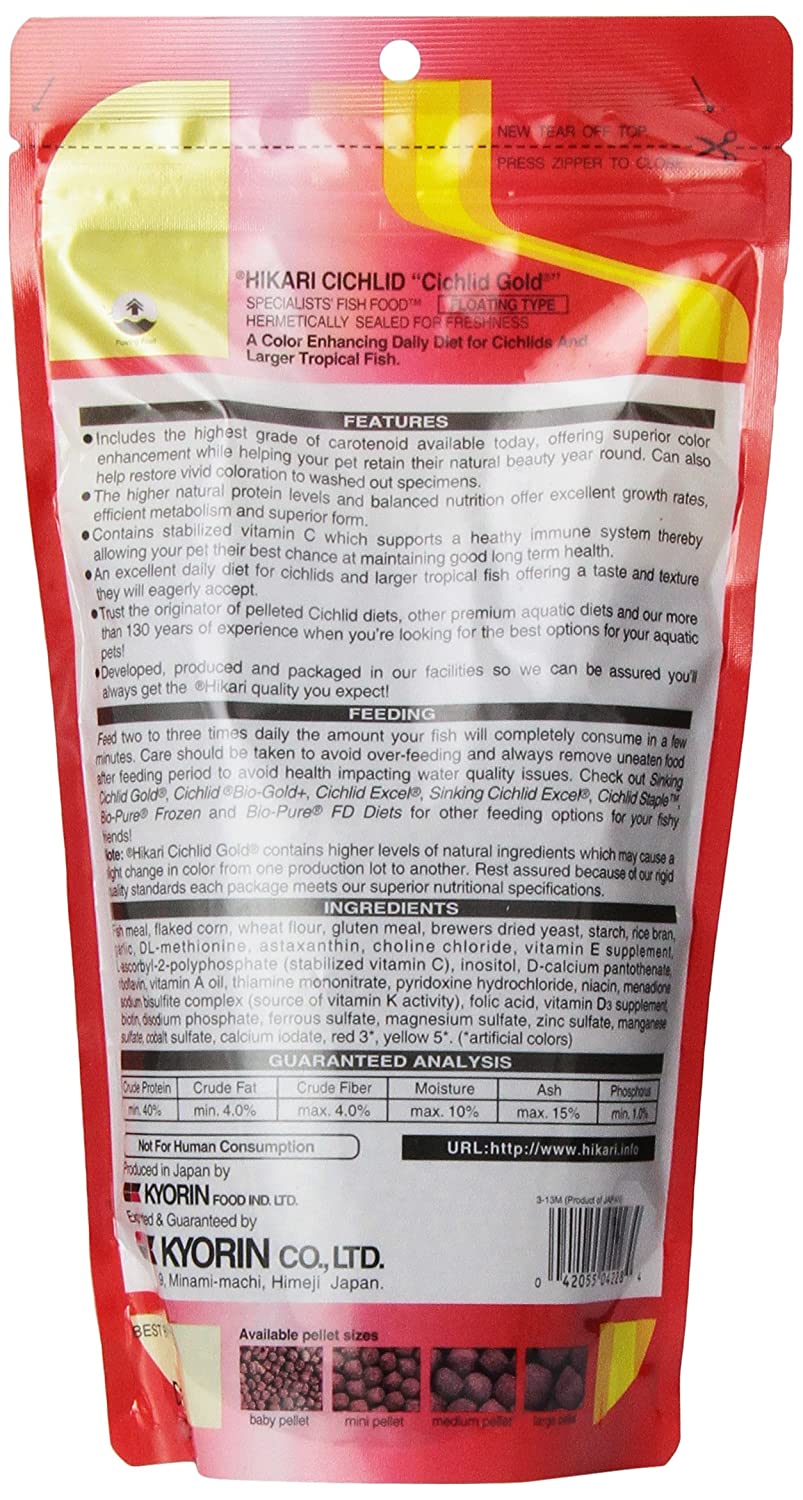 NEW TEAR OFF TOP
PRESS ZIPPER TO CLOSE
®HIKARI CICHLID "Cichlid Gold®"
SPECIALISTS' FISH FOOD™ FLOATING TYPE
HERMETICALLY SEALED FOR FRESHNESS
A Color Enhancing Daily Diet for Cichlids And
Larger Tropical Fish.
Floating Food
FEATURES
●Includes the highest grade of carotenoid available today, offering superior color
enhancement while helping your pet retain their natural beauty year round. Can also
help restore vivid coloration to washed out specimens.
●The higher natural protein levels and balanced nutrition offer excellent growth rates,
efficient metabolism and superior form.
●Contains stabilized vitamin C which supports a heathy immune system thereby
allowing your pet their best chance at maintaining good long term health.
●An excellent daily diet for cichlids and larger tropical fish offering a taste and texture
they will eagerly accept.
●Trust the originator of pelleted Cichlid diets, other premium aquatic diets and our more
than 130 years of experience when you're looking for the best options for your aquatic
pets!
●Developed, produced and packaged in our facilities so we can be assured you'll
always get the ®Hikari quality you expect!
FEEDING
Feed two to three times daily the amount your fish will completely consume in a few
minutes. Care should be taken to avoid over-feeding and always remove uneaten food
after feeding period to avoid health impacting water quality issues. Check out Sinking
Cichlid Gold®, Cichlid ®Bio-Gold+, Cichlid Excel®, Sinking Cichlid Excel®, Cichlid Staple™,
Bio-Pure® Frozen and Bio-Pure® FD Diets for other feeding options for your fishy
friends!
Note: ®Hikari Cichlid Gold® contains higher levels of natural ingredients which may cause a
slight change in color from one production lot to another. Rest assured because of our rigid
quality standards each package meets our superior nutritional specifications.
INGREDIENTS
Fish meal, flaked corn, wheat flour, gluten meal, brewers dried yeast, starch, rice bran,
garlic, DL-methionine, astaxanthin, choline chloride, vitamin E supplement,
L-ascorbyl-2-polyphosphate (stabilized vitamin C), inositol, D-calcium pantothenate,
riboflavin, vitamin A oil, thiamine mononitrate, pyridoxine hydrochloride, niacin, menadione
sodium bisulfite complex (source of vitamin K activity), folic acid, vitamin D3 supplement,
biotin, disodium phosphate, ferrous sulfate, magnesium sulfate, zinc sulfate, manganese
sulfate, cobalt sulfate, calcium iodate, red 3*, yellow 5*. (*artificial colors)
GUARANTEED ANALYSIS
Crude Protein Crude Fat Crude Fiber Moisture Ash Phosphorus
min. 40% min. 4.0% max. 4.0% max. 10% max. 15% min. 1.0%
Not For Human Consumption URL:http://www.hikari.info
Produced in Japan by
KYORIN FOOD IND. LTD.
3-13M (Product of JAPAN)
Exported & Guaranteed by
KYORIN CO., LTD.
9, Minami-machi, Himeji Japan.
0 42055 04228 4
BEST
Available pellet sizes
baby pellet mini pellet medium pellet large pellet